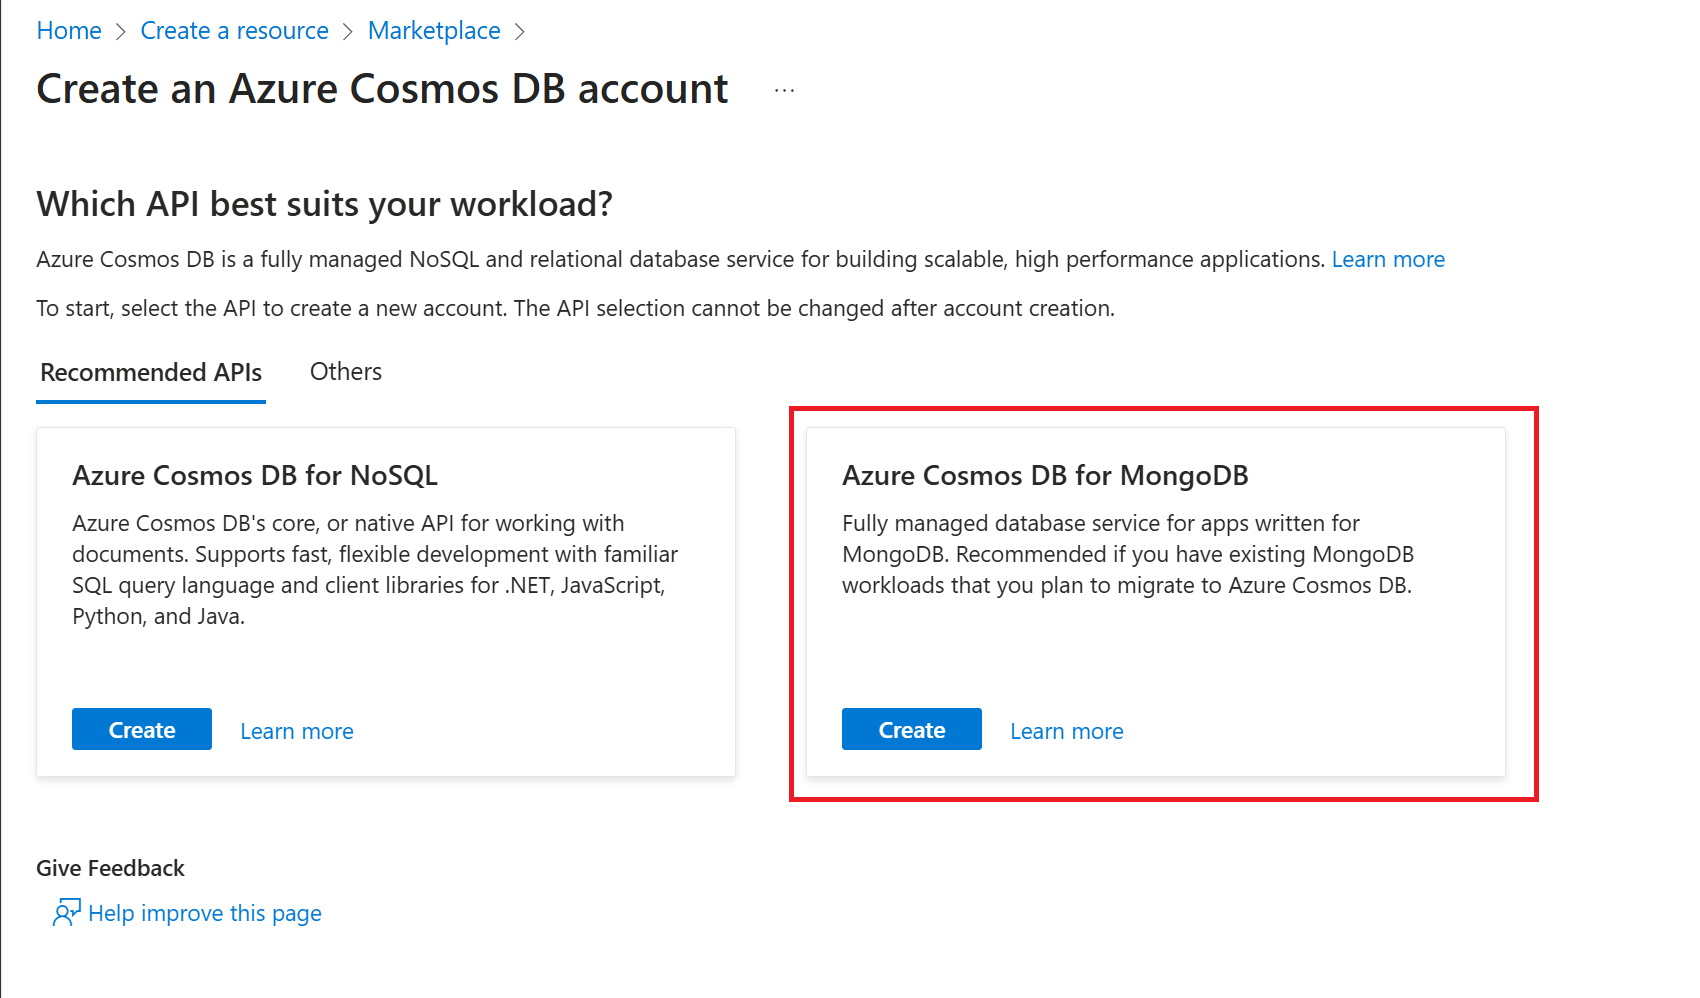 Home > Create a resource > Marketplace >
Create an Azure Cosmos DB account ...
Which API best suits your workload?
Azure Cosmos DB is a fully managed NoSQL and relational database service for building scalable, high performance applications. Learn more
To start, select the API to create a new account. The API selection cannot be changed after account creation.
Recommended APIs Others
Azure Cosmos DB for NoSQL
Azure Cosmos DB's core, or native API for working with
documents. Supports fast, flexible development with familiar
SQL query language and client libraries for .NET, JavaScript,
Python, and Java.
Create Learn more
Azure Cosmos DB for MongoDB
Fully managed database service for apps written for
MongoDB. Recommended if you have existing MongoDB
workloads that you plan to migrate to Azure Cosmos DB.
Create Learn more
Give Feedback
Help improve this page